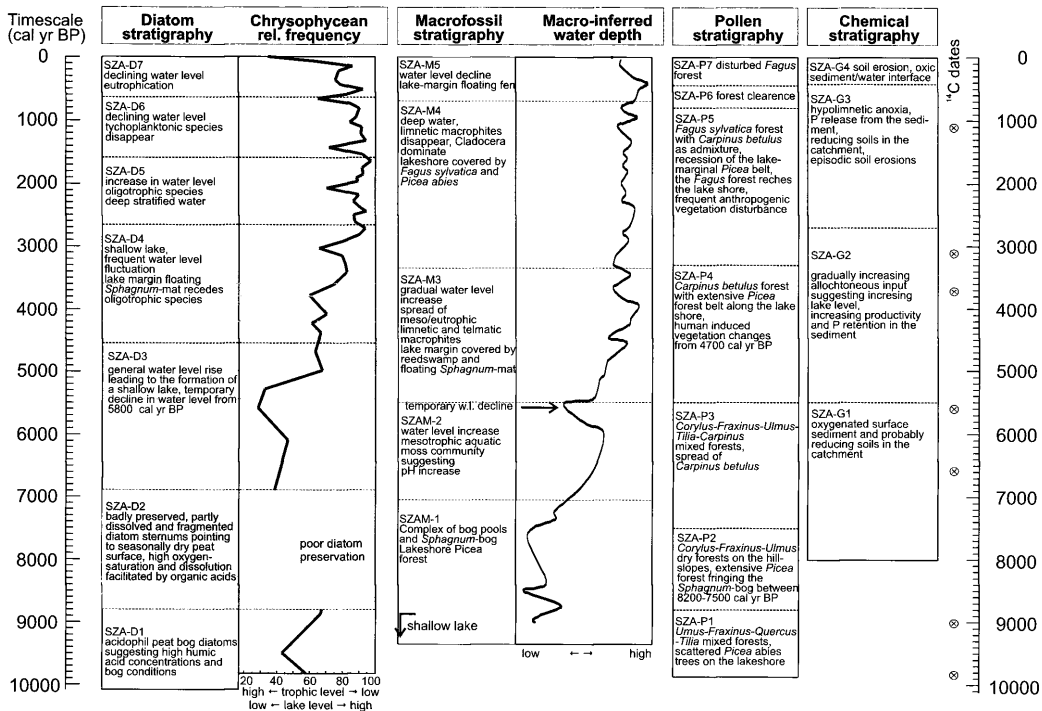 Timescale
(cal yr BP)
0
1000
2000
3000
4000
5000
6000
7000
8000
9000
10000
Diatom
stratigraphy
SZA-D7
declining water level
eutrophication
SZA-D6
declining water level
tychoplanktonic species
disappear
SZA-D5
increase in water level
oligotrophic species
deep stratified water
SZA-D4
shallow lake,
frequent water level
fluctuation
lake margin floating
Sphagnum-mat recedes
oligotrophic species
SZA-D3
general water level rise
leading to the formation of
a shallow lake, temporary
decline in water level from
5800 cal yr BP
SZA-D2
badly preserved, partly
dissolved and fragmented
diatom sternums pointing
to seasonally dry peat
surface, high oxygen-
saturation and dissolution
facilitated by organic acids
SZA-D1
acidophil peat bog diatoms
suggesting high humic
acid concentrations and
bog conditions
Chrysophycean
rel. frequency
poor diatom
preservation
20 40 60 80 100
high ← trophic level → low
low ← lake level → high
Macrofossil
stratigraphy
SZA-M5
water level decline
lake-margin floating fen
SZA-M4
deep water,
limnetic macrophites
disappear, Cladocera
dominate
lakeshore covered by
Fagus sylvatica and
Picea abies
SZA-M3
gradual water level
increase
spread of
meso/eutrophic
limnetic and telmatic
macrophites
lake margin covered by
reedswamp and
floating Sphagnum-mat
temporary w.l. decline
SZAM-2
water level increase
mesotrophic aquatic
moss community
suggesting
pH increase
SZAM-1
Complex of bog pools
and Sphagnum-bog
Lakeshore Picea
forest
shallow lake
Macro-inferred
water depth
low ← → high
Pollen
stratigraphy
SZA-P7 disturbed Fagus
forest
SZA-P6 forest clearence
SZA-P5
Fagus sylvatica forest
with Carpinus betulus
as admixture,
recession of the lake-
marginal Picea belt,
the Fagus forest reches
the lake shore,
frequent anthropogenic
vegetation disturbance
SZA-P4
Carpinus betulus forest
with extensive Picea
forest belt along the lake
shore,
human induced
vegetation changes
from 4700 cal yr BP
SZA-P3
Corylus-Fraxinus-Ulmus-
Tilia-Carpinus
mixed forests,
spread of
Carpinus betulus
SZA-P2
Corylus-Fraxinus-Ulmus
dry forests on the hill-
slopes, extensive Picea
forest fringing the
Sphagnum-bog between
8200-7500 cal yr BP
SZA-P1
Umus-Fraxinus-Quercus
-Tilia mixed forests,
scattered Picea abies
trees on the lakeshore
Chemical
stratigraphy
SZA-G4 soil erosion, oxic
sediment/water interface
SZA-G3
hypolimnetic anoxia,
P release from the sedi-
ment,
reducing soils in the
catchment,
episodic soil erosions
SZA-G2
gradually increasing
allochtoneous input
suggesting incresing
lake level,
increasing productivity
and P retention in the
sediment
SZA-G1
oxygenated surface
sediment and probably
reducing soils in the
catchment
14C dates
0
1000
2000
3000
4000
5000
6000
7000
8000
9000
10000